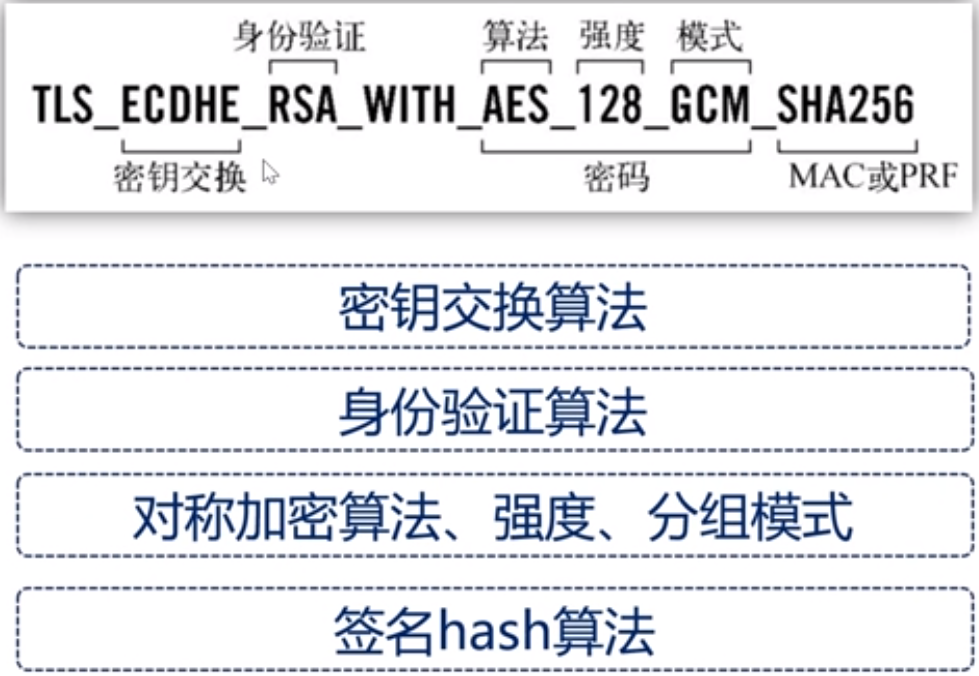 身份验证 算法 强度 模式
TLS_ECDHE_RSA_WITH_AES_128_GCM_SHA256
密钥交换 密码 MAC或PRF
密钥交换算法
身份验证算法
对称加密算法、强度、分组模式
签名hash算法